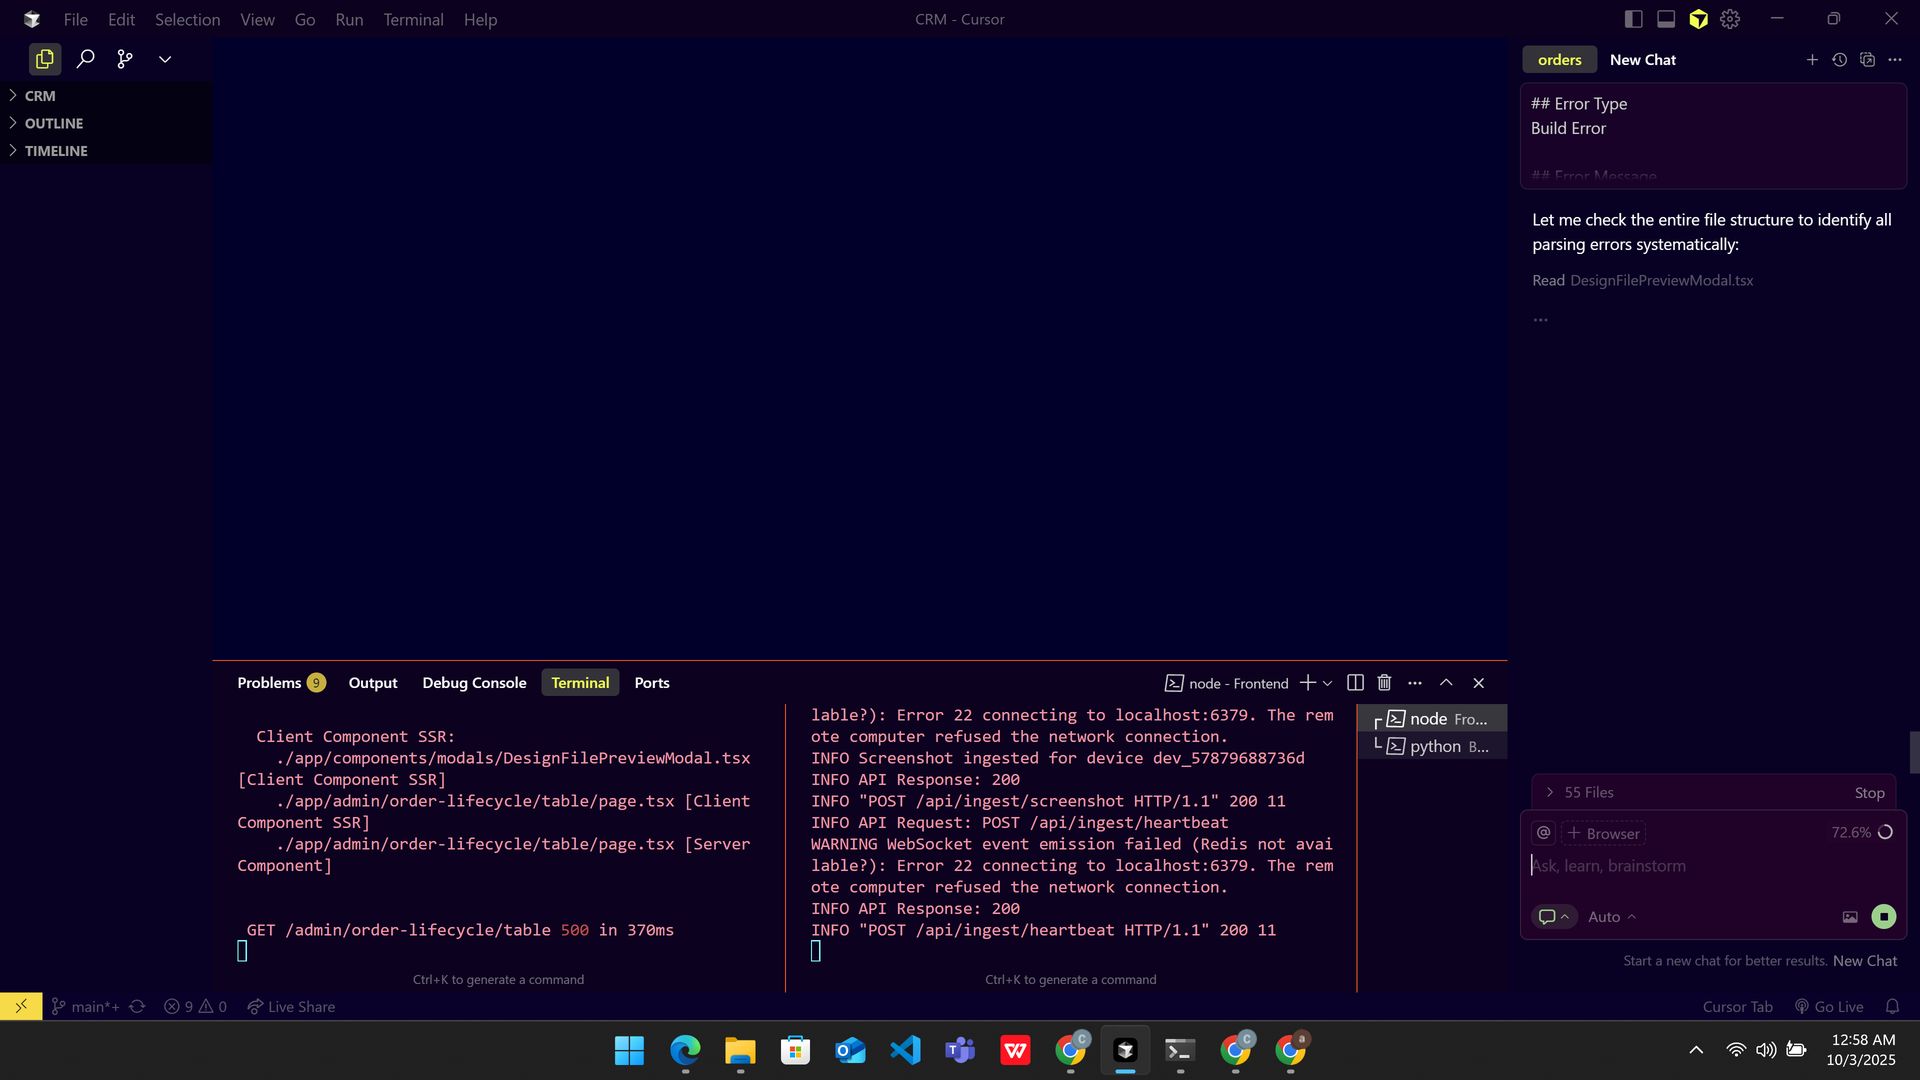 File Edit Selection View Go Run Terminal Help
CRM - Cursor
CRM
OUTLINE
TIMELINE
orders New Chat
## Error Type
Build Error
## Error Message
Let me check the entire file structure to identify all
parsing errors systematically:
Read DesignFilePreviewModal.tsx
...
Problems 9 Output Debug Console Terminal Ports
node - Frontend
Client Component SSR:
./app/components/modals/DesignFilePreviewModal.tsx
[Client Component SSR]
./app/admin/order-lifecycle/table/page.tsx [Client
Component SSR]
./app/admin/order-lifecycle/table/page.tsx [Server
Component]
GET /admin/order-lifecycle/table 500 in 370ms
Ctrl+K to generate a command
lable?): Error 22 connecting to localhost:6379. The rem
ote computer refused the network connection.
INFO Screenshot ingested for device dev_57879688736d
INFO API Response: 200
INFO "POST /api/ingest/screenshot HTTP/1.1" 200 11
INFO API Request: POST /api/ingest/heartbeat
WARNING WebSocket event emission failed (Redis not avai
lable?): Error 22 connecting to localhost:6379. The rem
ote computer refused the network connection.
INFO API Response: 200
INFO "POST /api/ingest/heartbeat HTTP/1.1" 200 11
Ctrl+K to generate a command
node Fro...
python B...
55 Files Stop
@ + Browser 72.6%
Ask, learn, brainstorm
Auto
Start a new chat for better results. New Chat
main*+ 9 0 Live Share
Cursor Tab Go Live
12:58 AM
10/3/2025